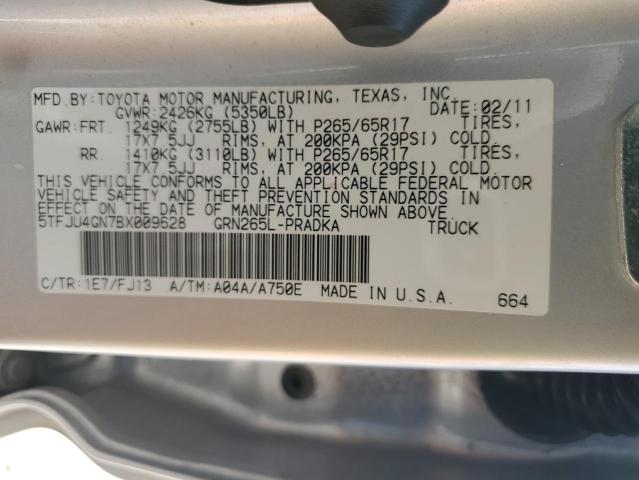 MFD.BY:TOYOTA MOTOR MANUFACTURING, TEXAS, INC.
GVWR:2426KG (5350LB) DATE:02/11
GAWR:FRT. 1249KG (2755LB) WITH P265/65R17 TIRES,
17X7.5JJ RIMS, AT 200KPA (29PSI) COLD.
RR. 1410KG (3110LB) WITH P265/65R17 TIRES,
17X7.5JJ RIMS, AT 200KPA (29PSI) COLD.
THIS VEHICLE CONFORMS TO ALL APPLICABLE FEDERAL MOTOR
VEHICLE SAFETY AND THEFT PREVENTION STANDARDS IN
EFFECT ON THE DATE OF MANUFACTURE SHOWN ABOVE.
5TFJU4GN7BX009628 GRN265L-PRADKA TRUCK
C/TR:1E7/FJ13 A/TM:A04A/A750E MADE IN U.S.A. 664